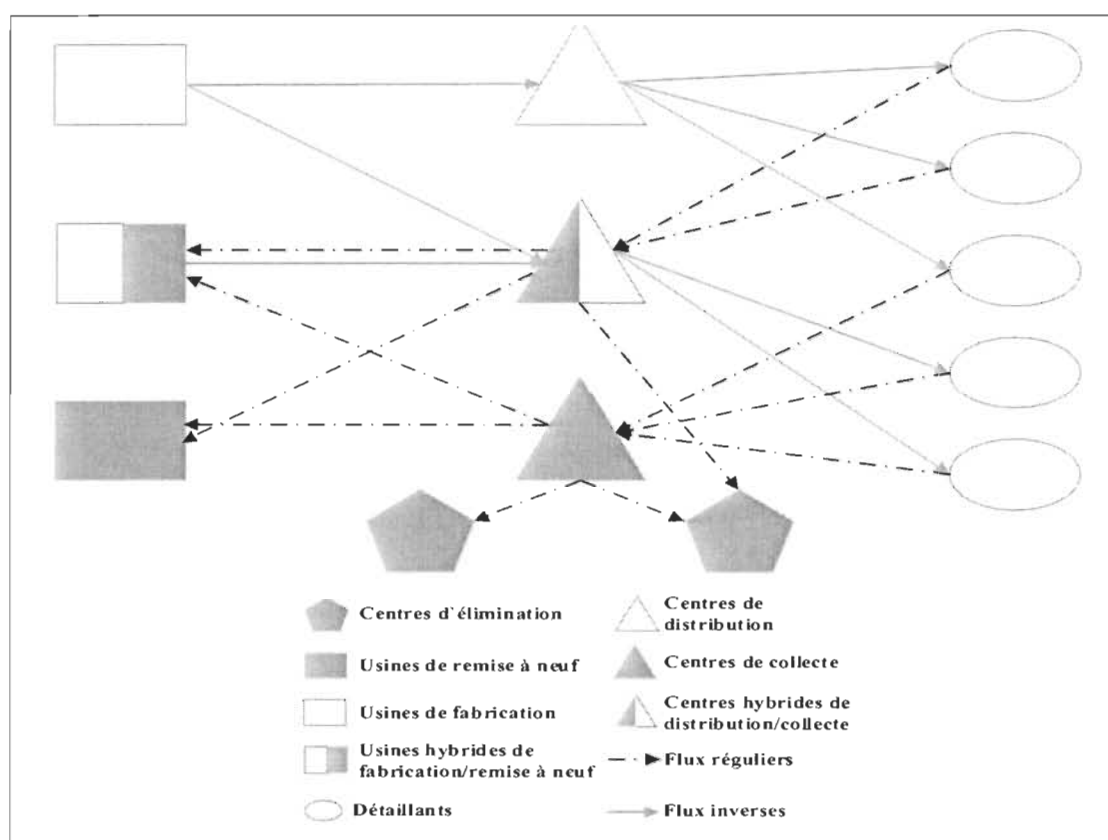 Centres d'élimination
Usines de remise à neuf
Usines de fabrication
Usines hybrides de
fabrication/remise à neuf
Détaillants
Centres de
distribution
Centres de collecte
Centres hybrides de
distribution/collecte
Flux réguliers
Flux inverses